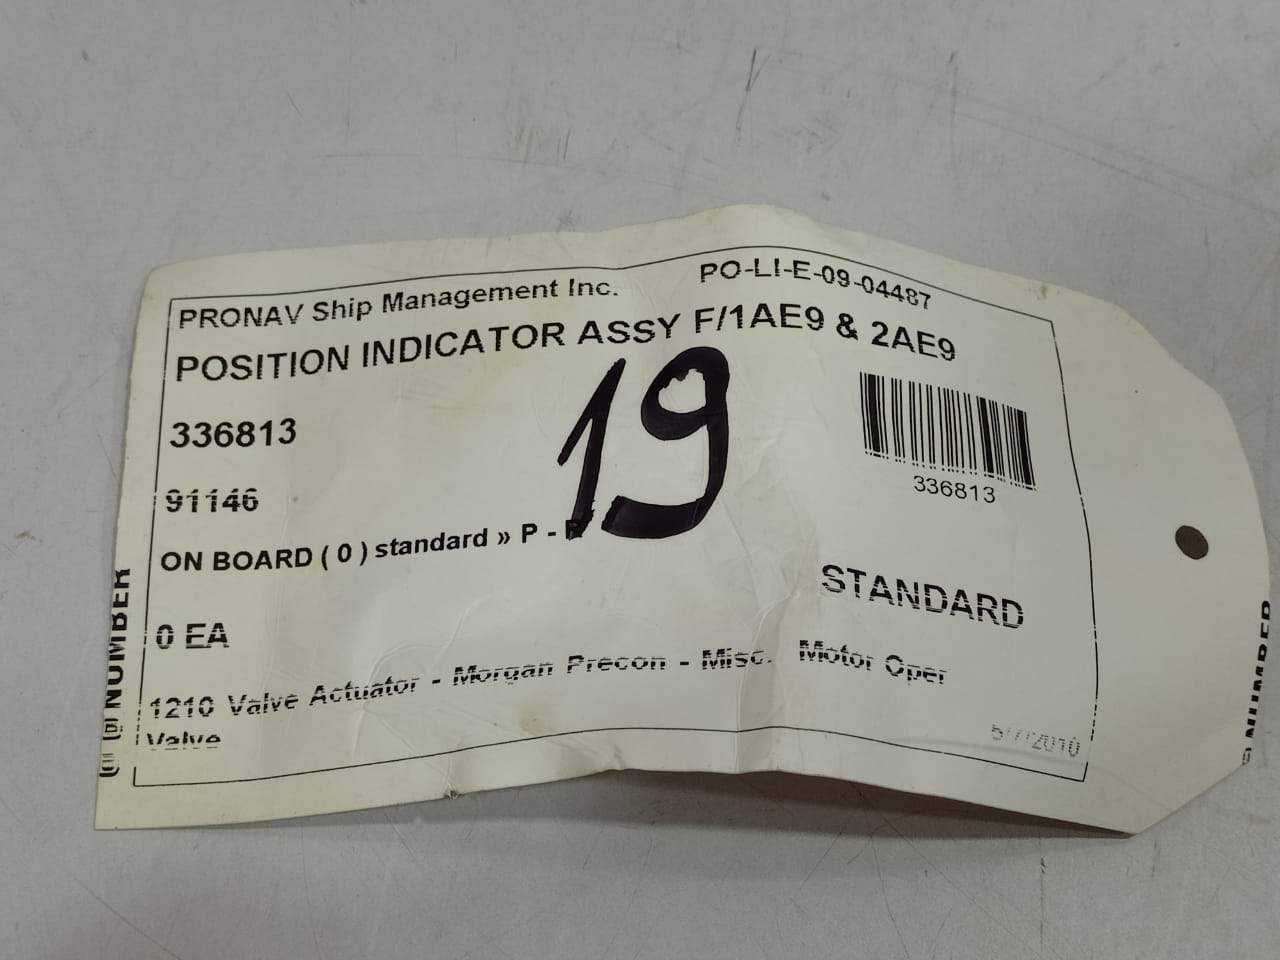 PRONAV Ship Management Inc. PO-LI-E-09-04487
POSITION INDICATOR ASSY F/1AE9 & 2AE9
336813
19
336813
91146
ON BOARD ( 0 ) standard » P -
STANDARD
0 EA
1210 Valve Actuator - Morgan Precon - Misc. Motor Oper
Valve
NUMBER
NUMBER